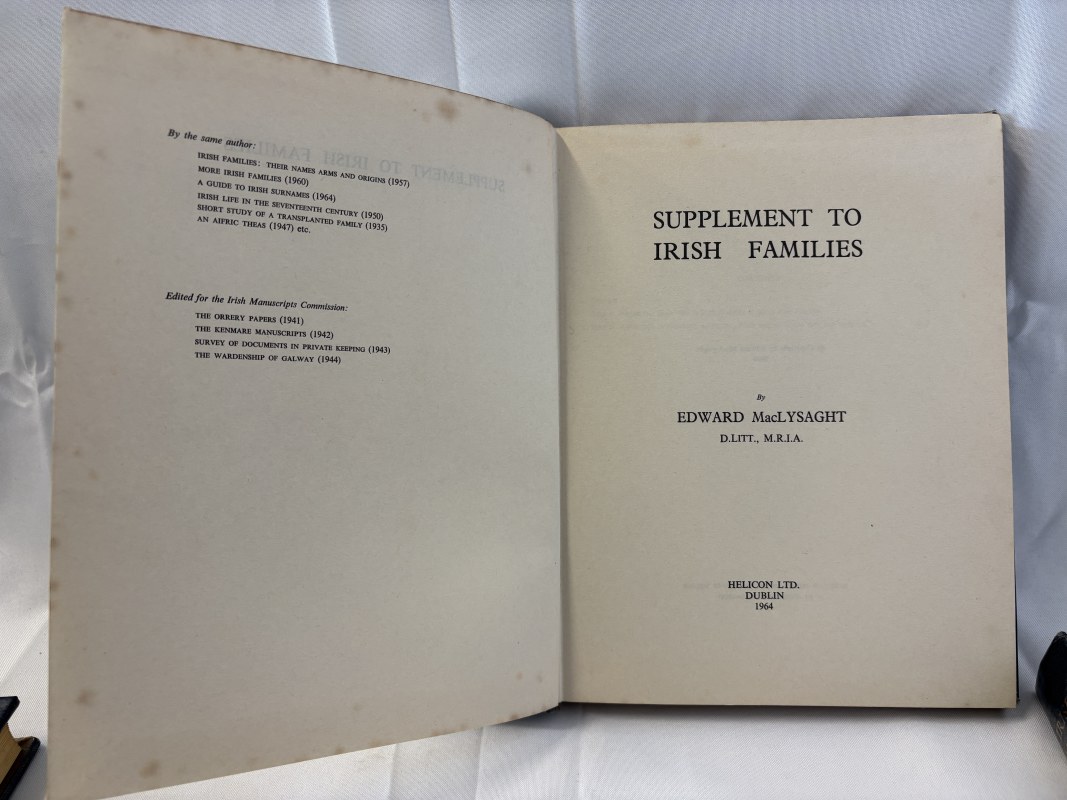 By the same author:
IRISH FAMILIES: THEIR NAMES ARMS AND ORIGINS (1957)
MORE IRISH FAMILIES (1960)
A GUIDE TO IRISH SURNAMES (1964)
IRISH LIFE IN THE SEVENTEENTH CENTURY (1950)
SHORT STUDY OF A TRANSPLANTED FAMILY (1935)
AN AIFRIC THEAS (1947) etc.
Edited for the Irish Manuscripts Commission:
THE ORRERY PAPERS (1941)
THE KENMARE MANUSCRIPTS (1942)
SURVEY OF DOCUMENTS IN PRIVATE KEEPING (1943)
THE WARDENSHIP OF GALWAY (1944)
SUPPLEMENT TO
IRISH FAMILIES
By
EDWARD MacLYSAGHT
D.LITT., M.R.I.A.
HELICON LTD.
DUBLIN
1964